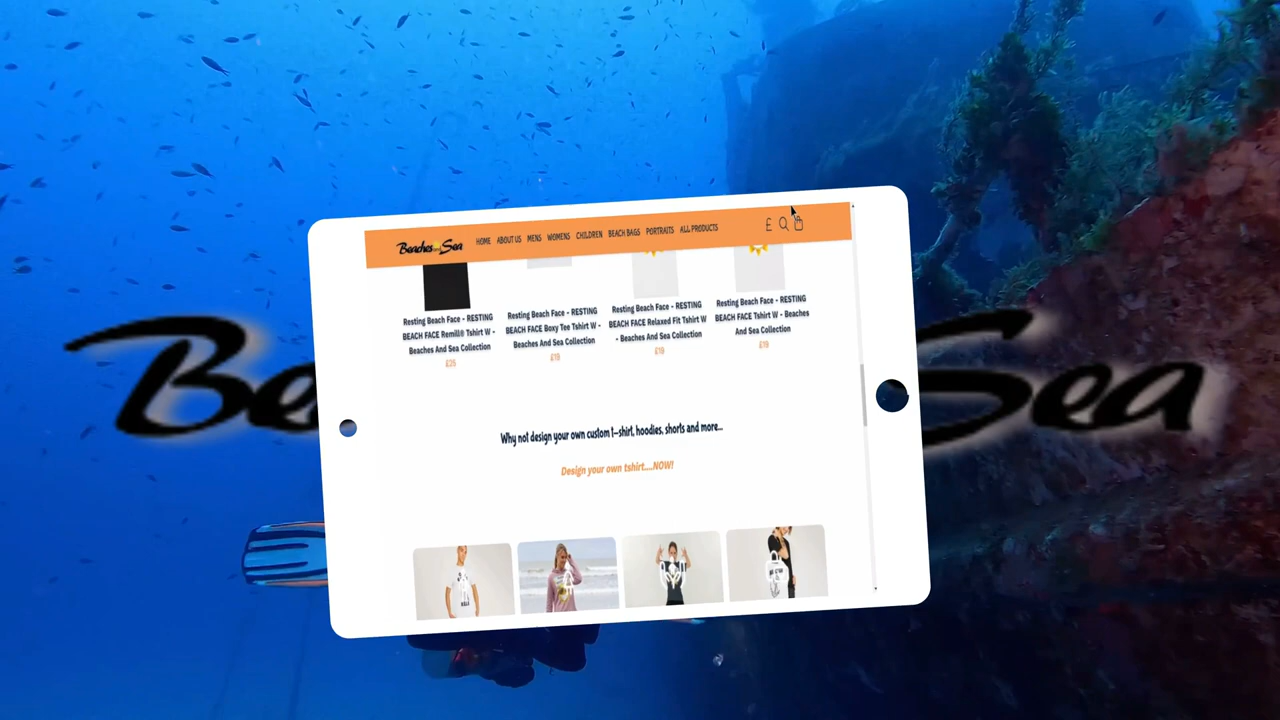 Beaches And Sea HOME ABOUT US MENS WOMENS CHILDREN BEACH BAGS PORTRAITS ALL PRODUCTS £
Resting Beach Face - RESTING
BEACH FACE Remill® Tshirt W -
Beaches And Sea Collection
£25
Resting Beach Face - RESTING
BEACH FACE Boxy Tee Tshirt W -
Beaches And Sea Collection
£19
Resting Beach Face - RESTING
BEACH FACE Relaxed Fit Tshirt W
- Beaches And Sea Collection
£19
Resting Beach Face - RESTING
BEACH FACE Tshirt W - Beaches
And Sea Collection
£19
Be Sea
Why not design your own custom t-shirt, hoodies, shorts and more...
Design your own tshirt....NOW!